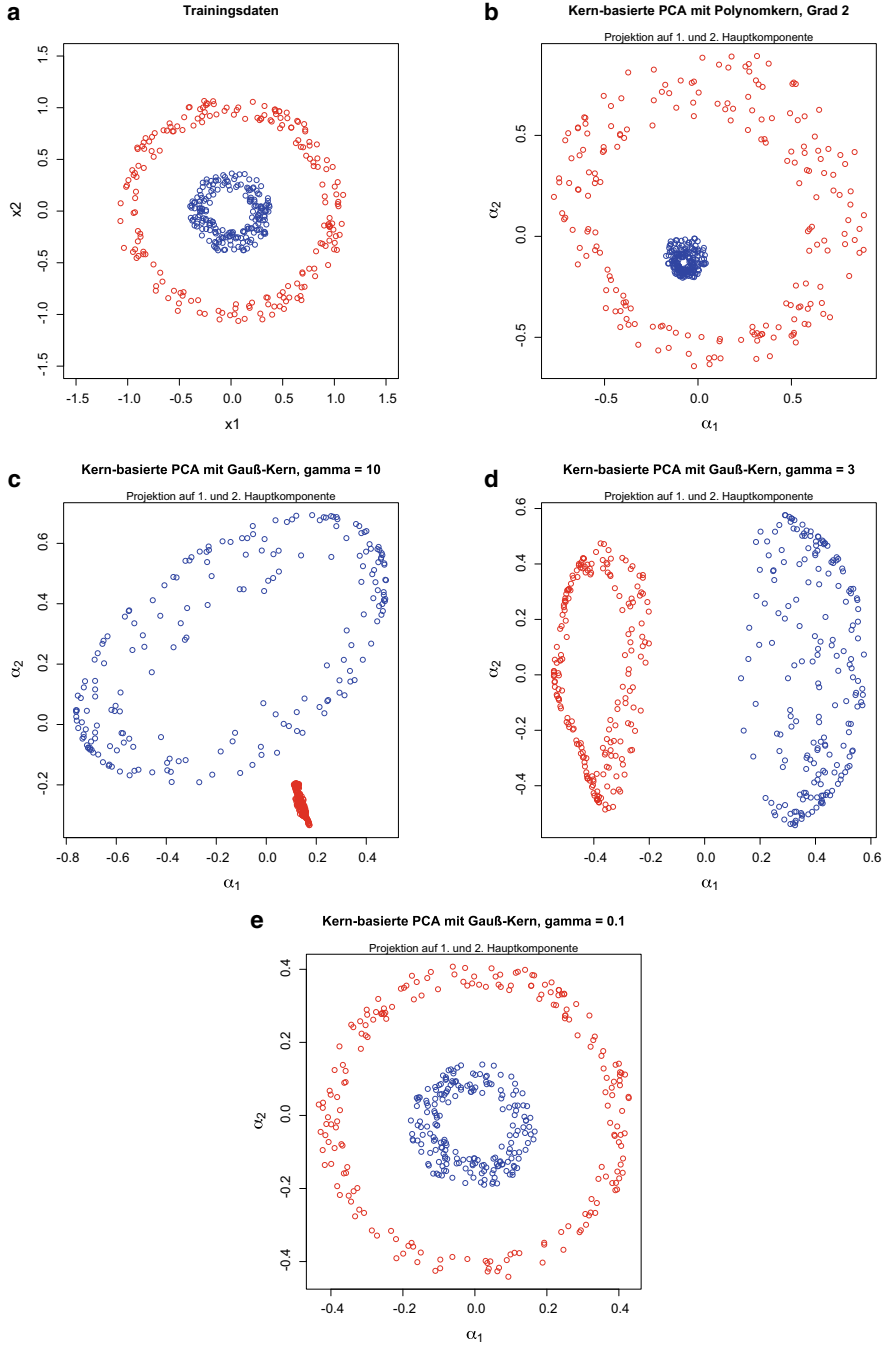 a
Trainingsdaten
1.5
1.0
0.5
0.0
-0.5
-1.0
-1.5
x2
-1.5 -1.0 -0.5 0.0 0.5 1.0 1.5
x1
b
Kern-basierte PCA mit Polynomkern, Grad 2
Projektion auf 1. und 2. Hauptkomponente
0.5
0.0
-0.5
α2
-0.5 0.0 0.5
α1
c
Kern-basierte PCA mit Gauß-Kern, gamma = 10
Projektion auf 1. und 2. Hauptkomponente
0.6
0.4
0.2
0.0
-0.2
α2
-0.8 -0.6 -0.4 -0.2 0.0 0.2 0.4
α1
d
Kern-basierte PCA mit Gauß-Kern, gamma = 3
Projektion auf 1. und 2. Hauptkomponente
0.6
0.4
0.2
0.0
-0.2
-0.4
α2
-0.4 -0.2 0.0 0.2 0.4 0.6
α1
e
Kern-basierte PCA mit Gauß-Kern, gamma = 0.1
Projektion auf 1. und 2. Hauptkomponente
0.4
0.2
0.0
-0.2
-0.4
α2
-0.4 -0.2 0.0 0.2 0.4
α1